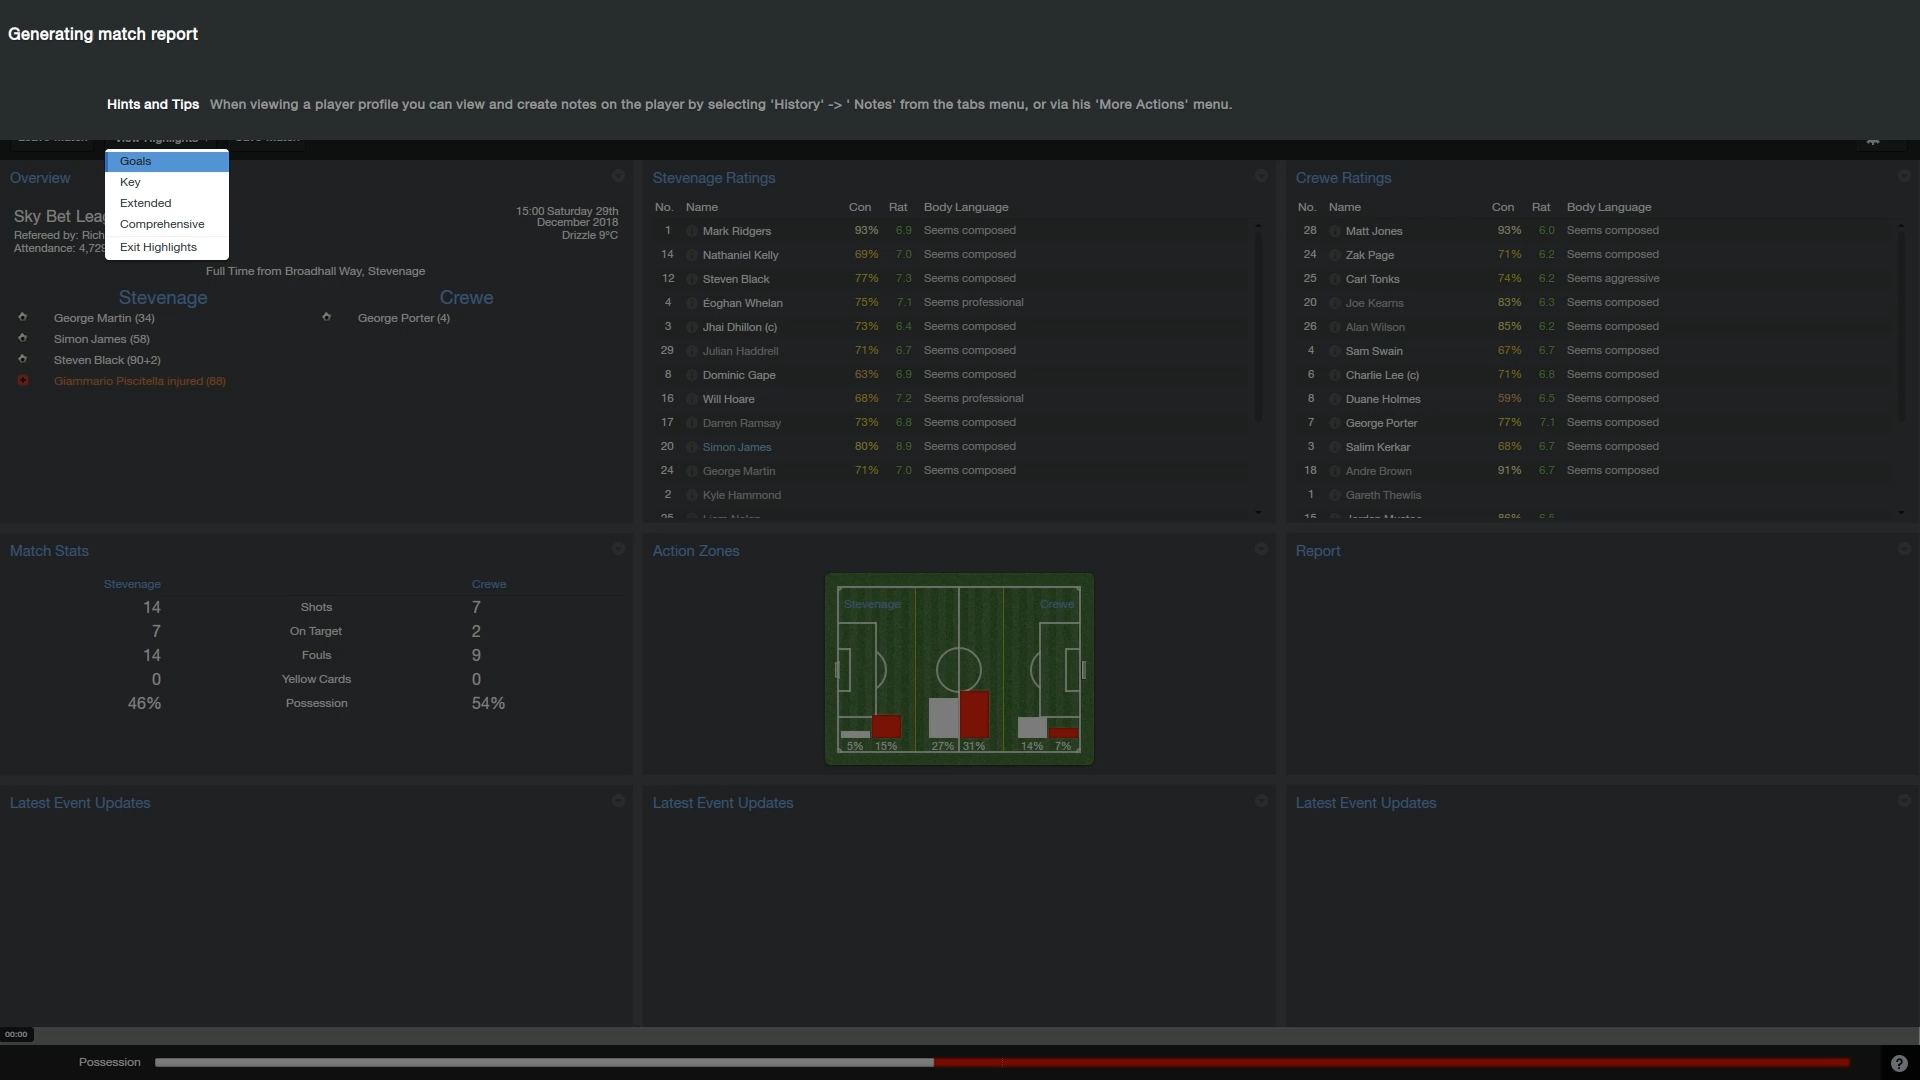 Generating match report
Hints and Tips When viewing a player profile you can view and create notes on the player by selecting 'History' -> ' Notes' from the tabs menu, or via his 'More Actions' menu.
Goals
Key
Extended
Comprehensive
Exit Highlights
Overview
Sky Bet Lea
Refereed by: Rich
Attendance: 4,729
15:00 Saturday 29th
December 2018
Drizzle 9°C
Full Time from Broadhall Way, Stevenage
Stevenage Crewe
George Martin (34) George Porter (4)
Simon James (58)
Steven Black (90+2)
Giammario Piscitella injured (88)
Stevenage Ratings
No. Name Con Rat Body Language
1 Mark Ridgers 93% 6.9 Seems composed
14 Nathaniel Kelly 69% 7.0 Seems composed
12 Steven Black 77% 7.3 Seems composed
4 Éoghan Whelan 75% 7.1 Seems professional
3 Jhai Dhillon (c) 73% 6.4 Seems composed
29 Julian Haddrell 71% 6.7 Seems composed
8 Dominic Gape 63% 6.9 Seems composed
16 Will Hoare 68% 7.2 Seems professional
17 Darren Ramsay 73% 6.8 Seems composed
20 Simon James 80% 8.9 Seems composed
24 George Martin 71% 7.0 Seems composed
2 Kyle Hammond
Crewe Ratings
No. Name Con Rat Body Language
28 Matt Jones 93% 6.0 Seems composed
24 Zak Page 71% 6.2 Seems composed
25 Carl Tonks 74% 6.2 Seems aggressive
20 Joe Kearns 83% 6.3 Seems composed
26 Alan Wilson 85% 6.2 Seems composed
4 Sam Swain 67% 6.7 Seems composed
6 Charlie Lee (c) 71% 6.8 Seems composed
8 Duane Holmes 59% 6.5 Seems composed
7 George Porter 77% 7.1 Seems composed
3 Salim Kerkar 68% 6.7 Seems composed
18 Andre Brown 91% 6.7 Seems composed
1 Gareth Thewlis
Match Stats
Stevenage Crewe
14 Shots 7
7 On Target 2
14 Fouls 9
0 Yellow Cards 0
46% Possession 54%
Action Zones
Stevenage Crewe
5% 15% 27% 31% 14% 7%
Report
Latest Event Updates
Latest Event Updates
Latest Event Updates
00:00
Possession
?